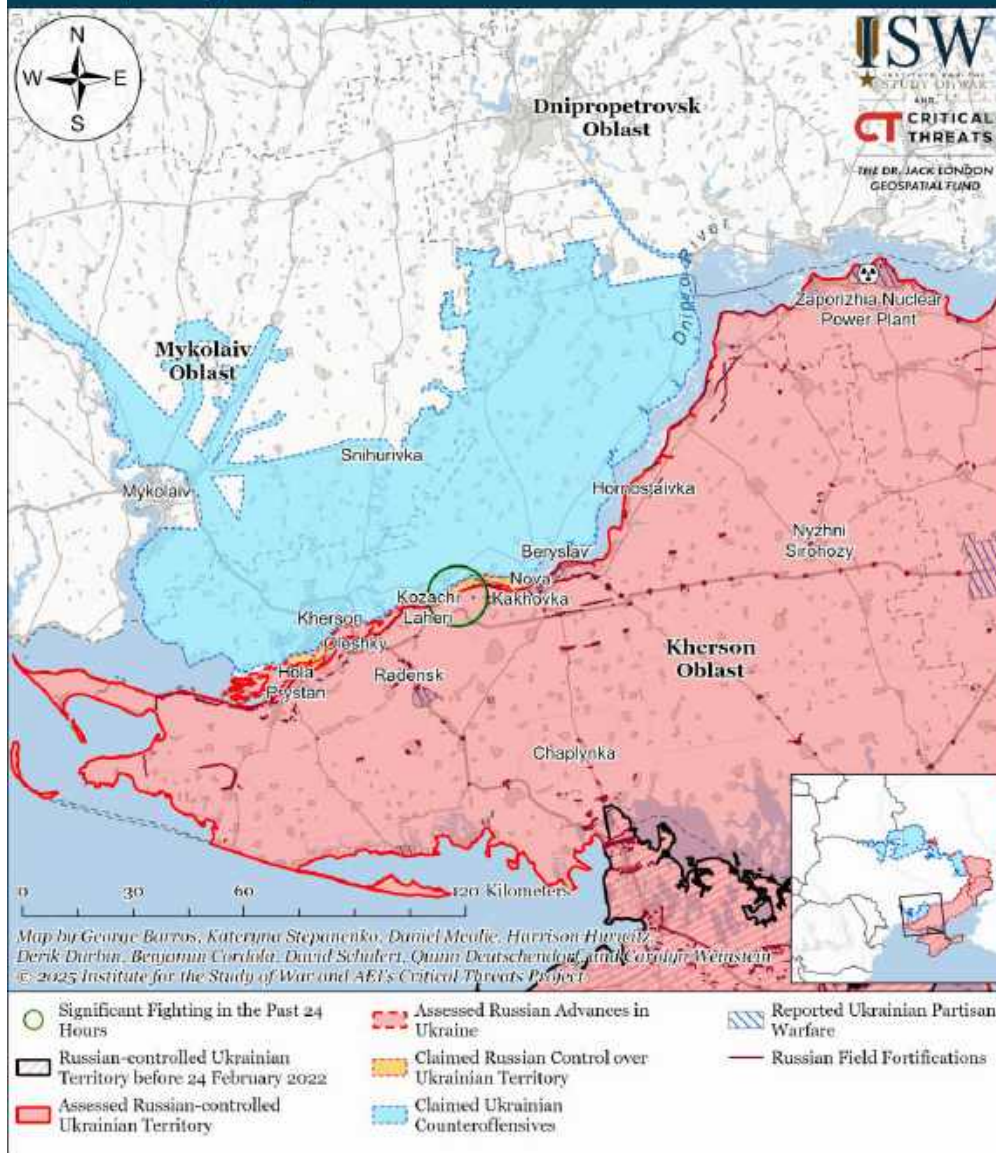 N
W E
S
ISW
INSTITUTE FOR THE
STUDY OF WAR
AND
CT CRITICAL
THREATS
THE DR. JACK LONDON
GEOSPATIAL FUND
Dnipropetrovsk
Oblast
Dnipro River
Zaporizhia Nuclear
Power Plant
Mykolaiv
Oblast
Snihurivka
Mykolaiv
Hornostaivka
Nyzhni
Sirohozy
Beryslav
Nova
Kakhovka
Kozachi
Laheri
Kherson
Oleshky
Kherson
Oblast
Hola
Prystan
Radensk
Chaplynka
0 30 60 120 Kilometers
Map by George Barros, Kateryna Stepanenko, Daniel Mealie, Harrison Hurwitz,
Derik Durbin, Benjamin Cordola, David Schulert, Quinn Deutschendorf, and Carolyn Weinstein
© 2025 Institute for the Study of War and AEI's Critical Threats Project
Significant Fighting in the Past 24
Hours
Russian-controlled Ukrainian
Territory before 24 February 2022
Assessed Russian-controlled
Ukrainian Territory
Assessed Russian Advances in
Ukraine
Claimed Russian Control over
Ukrainian Territory
Claimed Ukrainian
Counteroffensives
Reported Ukrainian Partisan
Warfare
Russian Field Fortifications